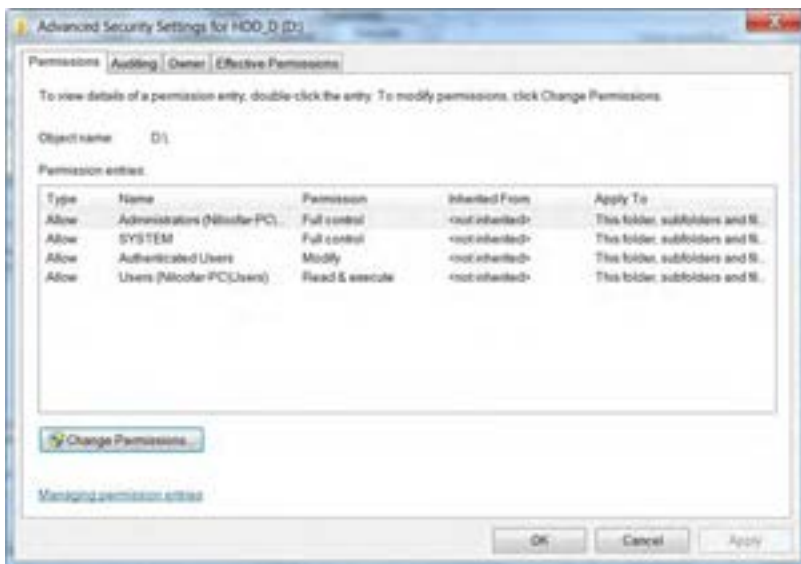 Advanced Security Settings for HDD_D (D:)
Permissions Auditing Owner Effective Permissions
To view details of a permission entry, double-click the entry. To modify permissions, click Change Permissions.
Object name: D:\
Permission entries:
Type Name Permission Inherited From Apply To
Allow Administrators (Niloofar-PC\... Full control <not inherited> This folder, subfolders and fil...
Allow SYSTEM Full control <not inherited> This folder, subfolders and fil...
Allow Authenticated Users Modify <not inherited> This folder, subfolders and fil...
Allow Users (Niloofar-PC\Users) Read & execute <not inherited> This folder, subfolders and fil...
Change Permissions...
Managing permission entries
OK Cancel Apply